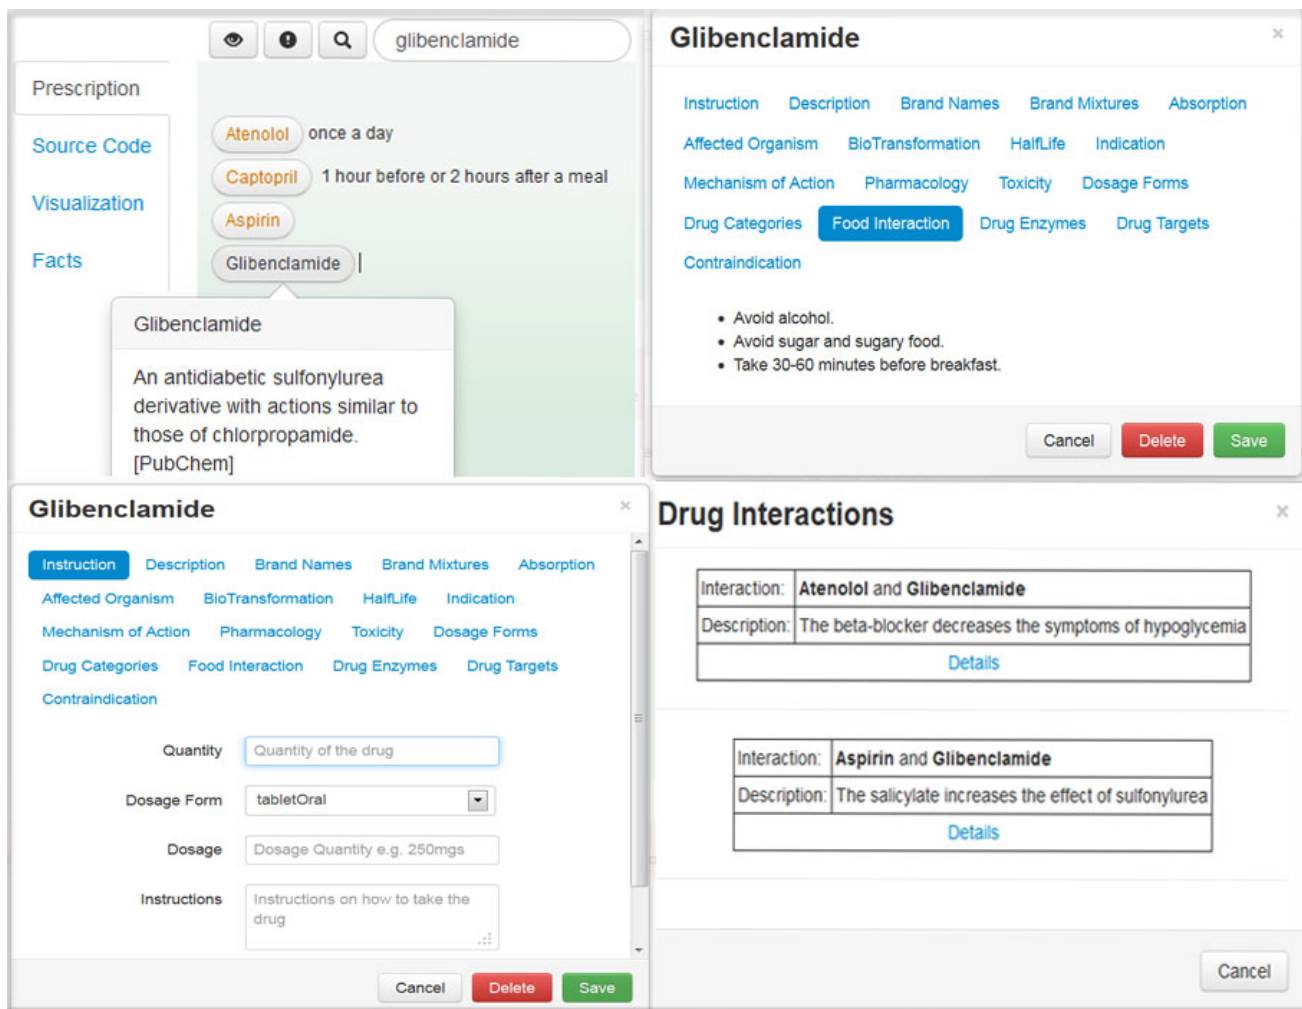 glibenclamide
Prescription
Source Code
Visualization
Facts
Atenolol once a day
Captopril 1 hour before or 2 hours after a meal
Aspirin
Glibenclamide
Glibenclamide
An antidiabetic sulfonylurea
derivative with actions similar to
those of chlorpropamide.
[PubChem]
Glibenclamide ×
Instruction Description Brand Names Brand Mixtures Absorption
Affected Organism BioTransformation HalfLife Indication
Mechanism of Action Pharmacology Toxicity Dosage Forms
Drug Categories Food Interaction Drug Enzymes Drug Targets
Contraindication
• Avoid alcohol.
• Avoid sugar and sugary food.
• Take 30-60 minutes before breakfast.
Cancel Delete Save
Glibenclamide ×
Instruction Description Brand Names Brand Mixtures Absorption
Affected Organism BioTransformation HalfLife Indication
Mechanism of Action Pharmacology Toxicity Dosage Forms
Drug Categories Food Interaction Drug Enzymes Drug Targets
Contraindication
Quantity Quantity of the drug
Dosage Form tabletOral
Dosage Dosage Quantity e.g. 250mgs
Instructions Instructions on how to take the
drug
Cancel Delete Save
Drug Interactions ×
Interaction: Atenolol and Glibenclamide
Description: The beta-blocker decreases the symptoms of hypoglycemia
Details
Interaction: Aspirin and Glibenclamide
Description: The salicylate increases the effect of sulfonylurea
Details
Cancel